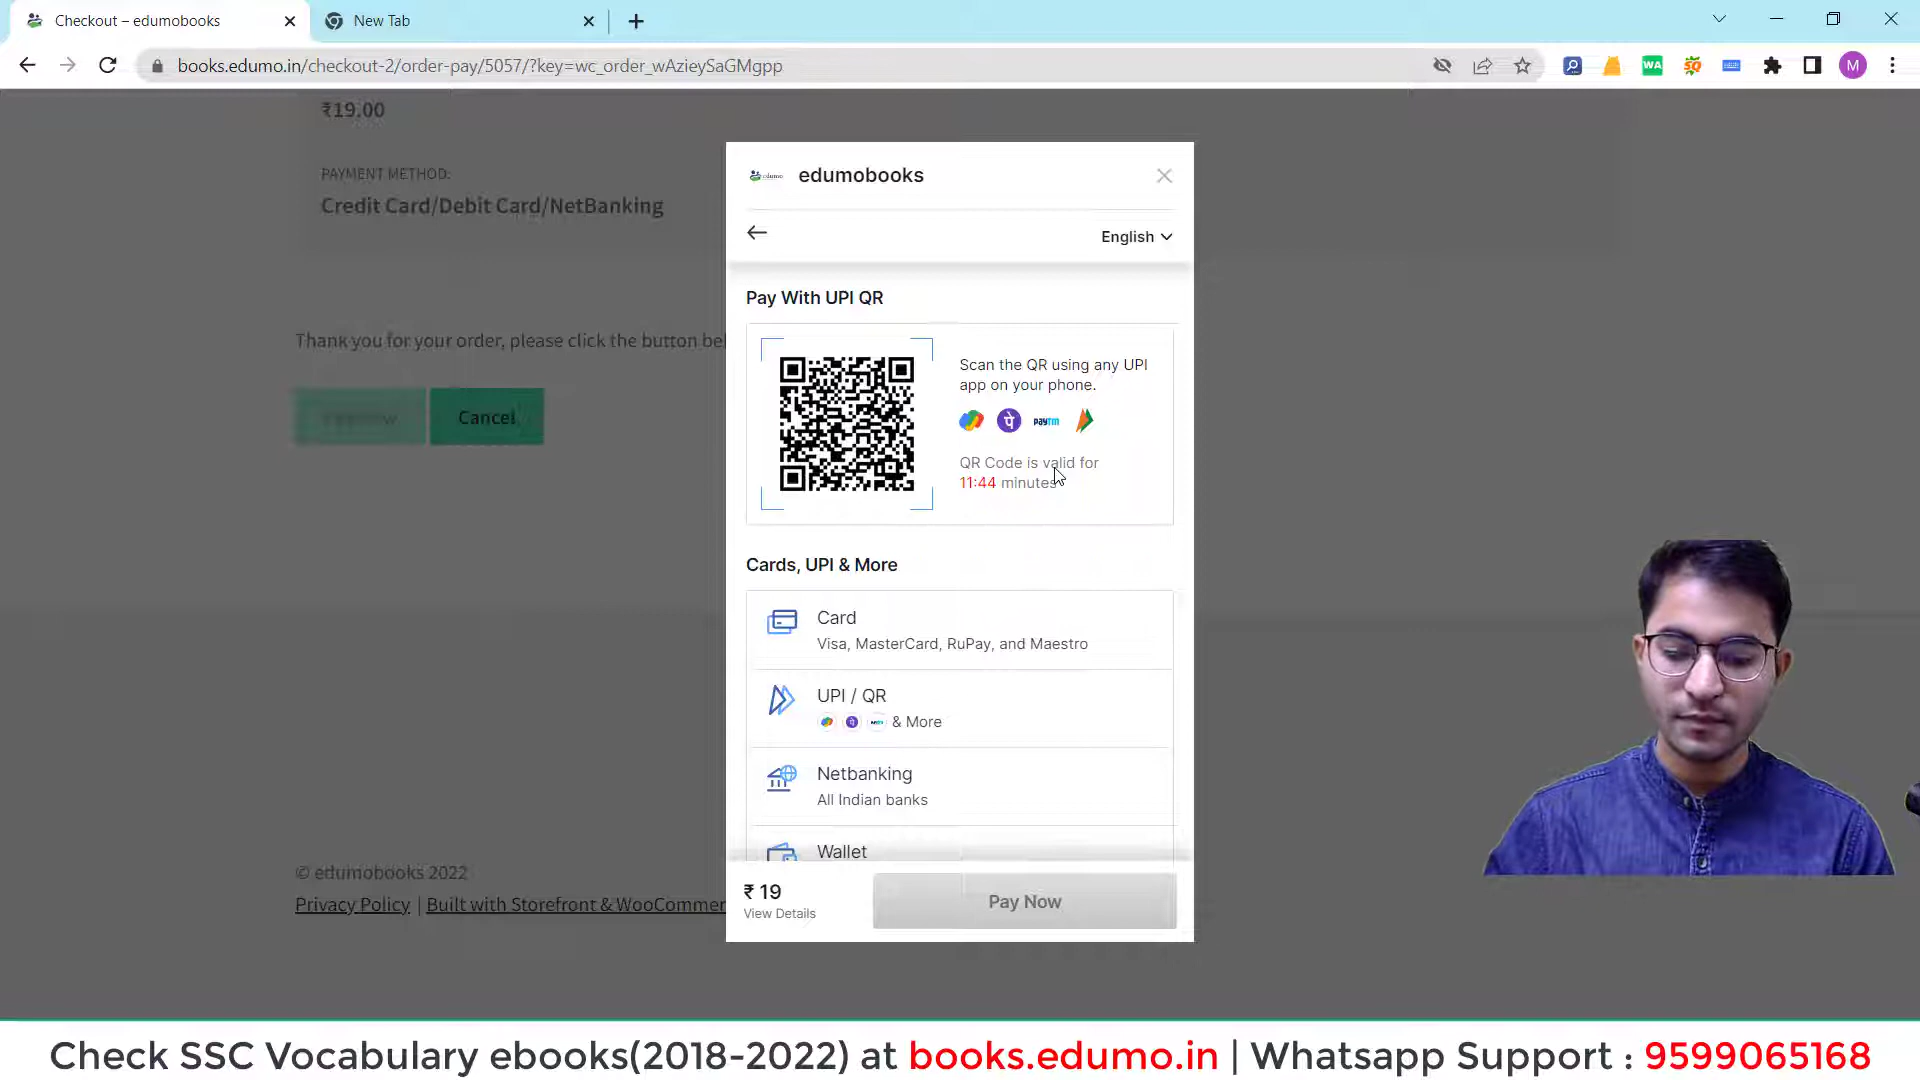 Checkout – edumobooks
New Tab
books.edumo.in/checkout-2/order-pay/5057/?key=wc_order_wAzieySaGMgpp
WA
M
₹19.00
PAYMENT METHOD:
Credit Card/Debit Card/NetBanking
Thank you for your order, please click the button be
Cancel
edumo
edumobooks
English
Pay With UPI QR
Scan the QR using any UPI
app on your phone.
paytm
QR Code is valid for
11:44 minutes
Cards, UPI & More
Card
Visa, MasterCard, RuPay, and Maestro
UPI / QR
& More
Netbanking
All Indian banks
Wallet
₹ 19
View Details
Pay Now
© edumobooks 2022
Privacy Policy | Built with Storefront & WooCommer
Check SSC Vocabulary ebooks(2018-2022) at books.edumo.in | Whatsapp Support : 9599065168